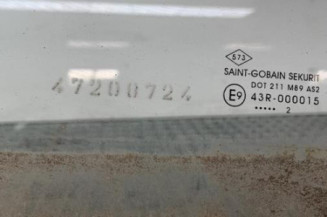 573
SAINT-GOBAIN SEKURIT
DOT 211 M89 AS2
47200724
E9 43R-000015
..... 2